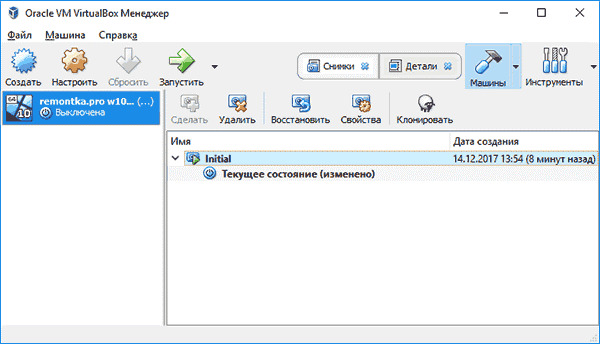 Oracle VM VirtualBox Менеджер
Файл Машина Справка
Создать Настроить Сбросить Запустить Снимки Детали Машины Инструменты
remontka.pro w10... (...)
Выключена
64
10
Сделать Удалить Восстановить Свойства Клонировать
Имя Дата создания
Initial 14.12.2017 13:54 (8 минут назад)
Текущее состояние (изменено)